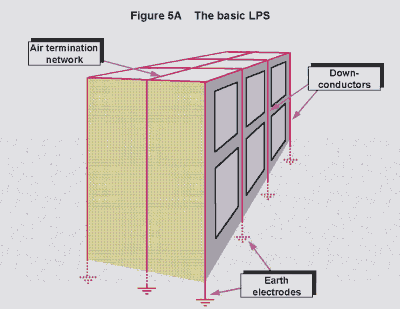 Figure 5A The basic LPS
Air termination
network
Down-
conductors
Earth
electrodes